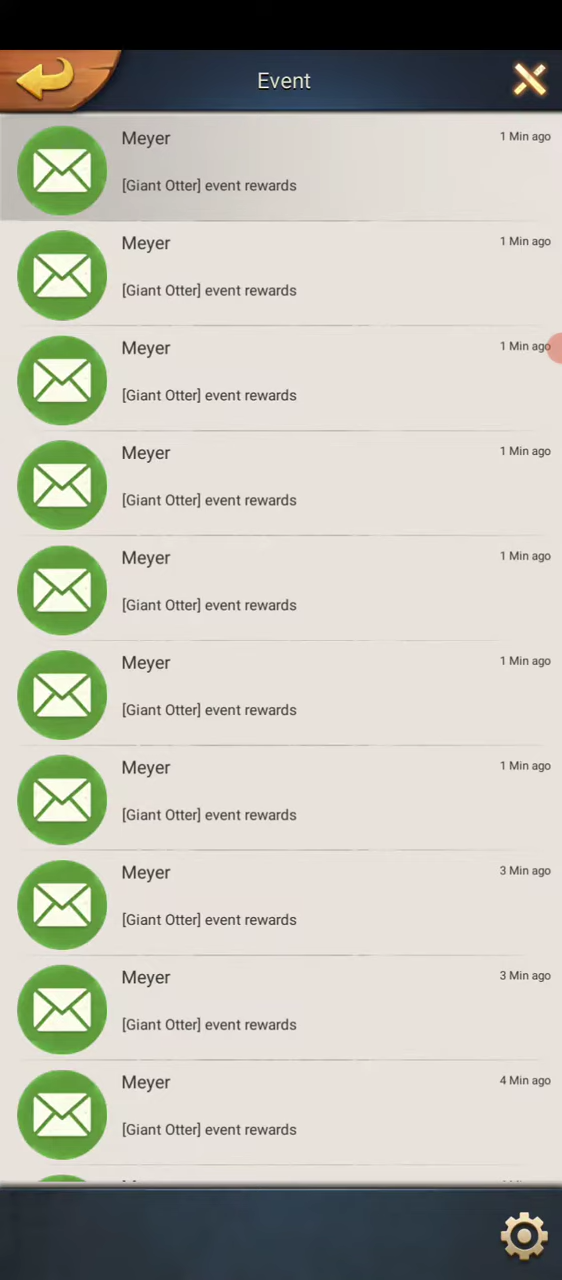 Event
Meyer
1 Min ago
[Giant Otter] event rewards
Meyer
1 Min ago
[Giant Otter] event rewards
Meyer
1 Min ago
[Giant Otter] event rewards
Meyer
1 Min ago
[Giant Otter] event rewards
Meyer
1 Min ago
[Giant Otter] event rewards
Meyer
1 Min ago
[Giant Otter] event rewards
Meyer
1 Min ago
[Giant Otter] event rewards
Meyer
3 Min ago
[Giant Otter] event rewards
Meyer
3 Min ago
[Giant Otter] event rewards
Meyer
4 Min ago
[Giant Otter] event rewards